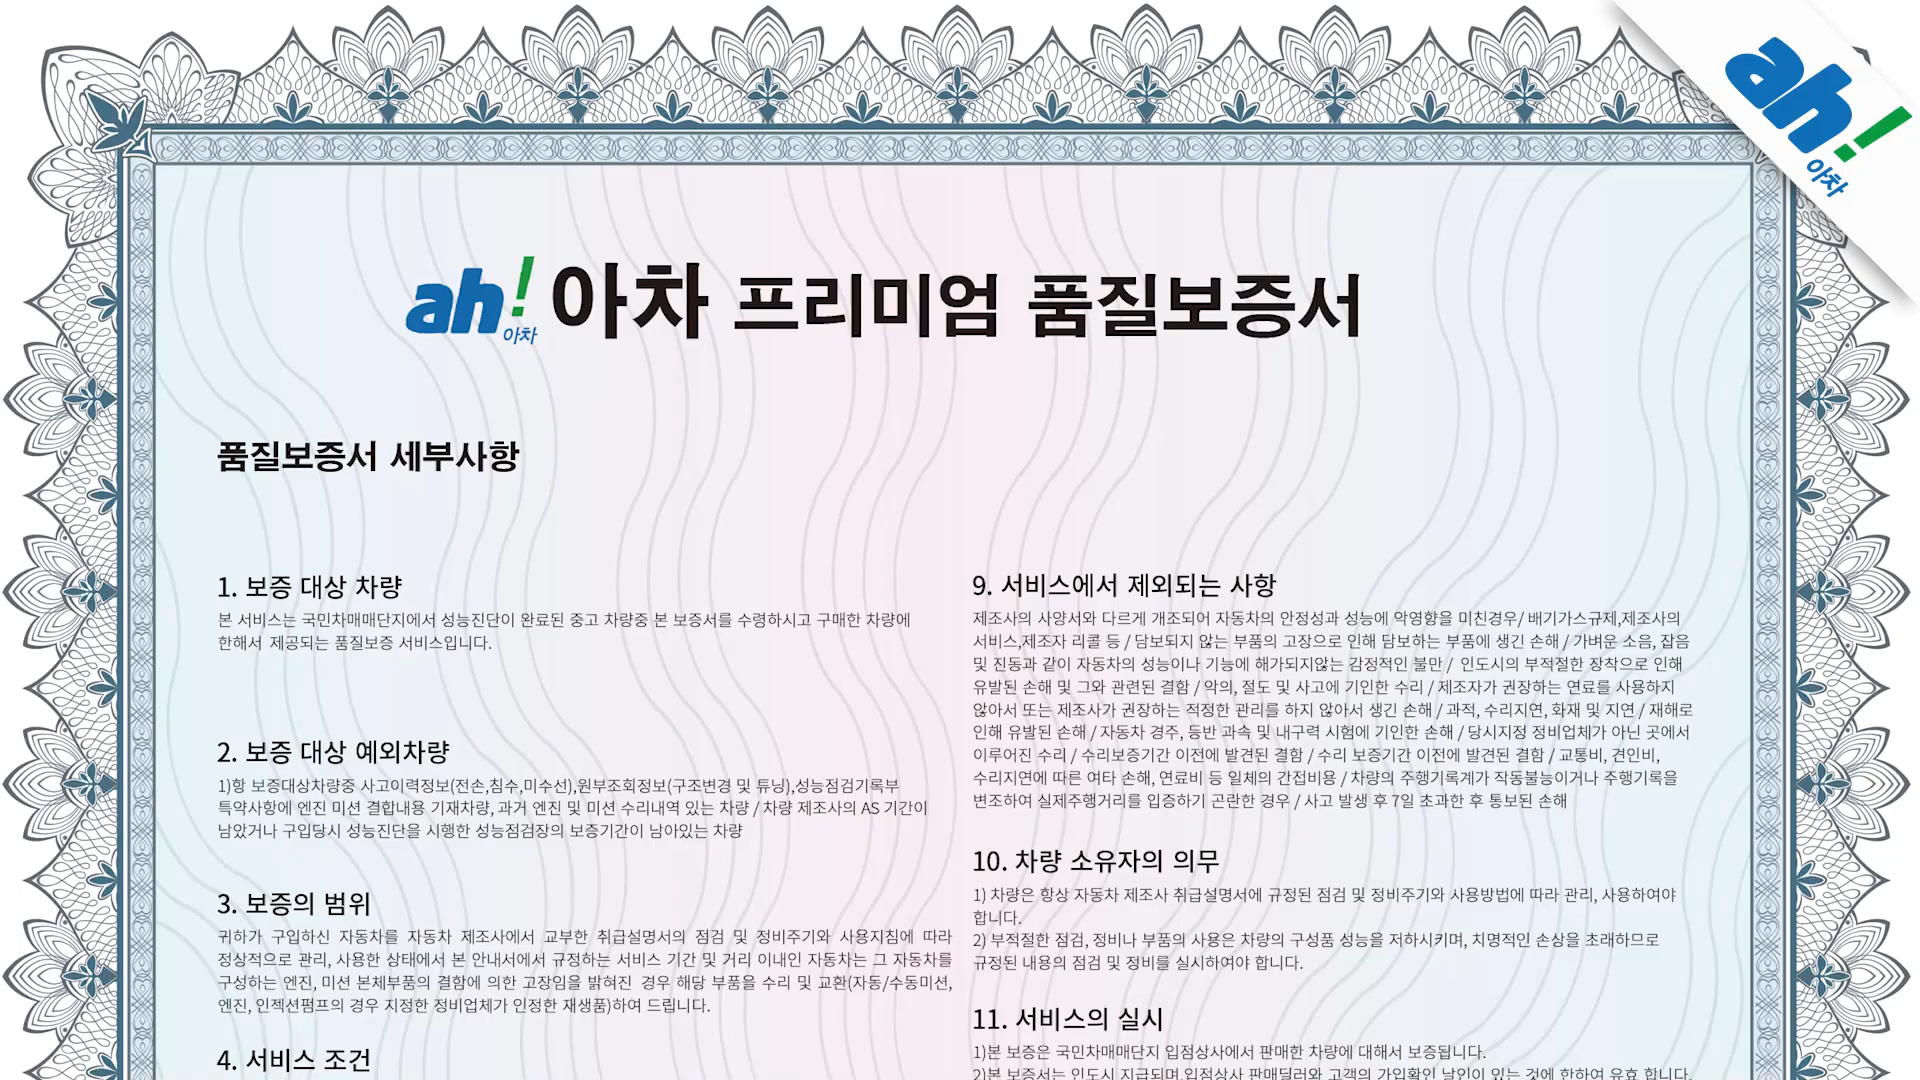 ah!
아차
ah!
아차
아차 프리미엄 품질보증서
품질보증서 세부사항
1. 보증 대상 차량
본 서비스는 국민차매매단지에서 성능진단이 완료된 중고 차량중 본 보증서를 수령하시고 구매한 차량에
한해서 제공되는 품질보증 서비스입니다.
2. 보증 대상 예외차량
1)항 보증대상차량중 사고이력정보(전손,침수,미수선),원부조회정보(구조변경 및 튜닝),성능점검기록부
특약사항에 엔진 미션 결합내용 기재차량, 과거 엔진 및 미션 수리내역 있는 차량 / 차량 제조사의 AS 기간이
남았거나 구입당시 성능진단을 시행한 성능점검장의 보증기간이 남아있는 차량
3. 보증의 범위
귀하가 구입하신 자동차를 자동차 제조사에서 교부한 취급설명서의 점검 및 정비주기와 사용지침에 따라
정상적으로 관리, 사용한 상태에서 본 안내서에서 규정하는 서비스 기간 및 거리 이내인 자동차는 그 자동차를
구성하는 엔진, 미션 본체부품의 결함에 의한 고장임을 밝혀진 경우 해당 부품을 수리 및 교환(자동/수동미션,
엔진, 인젝션펌프의 경우 지정한 정비업체가 인정한 재생품)하여 드립니다.
4. 서비스 조건
9. 서비스에서 제외되는 사항
제조사의 사양서와 다르게 개조되어 자동차의 안정성과 성능에 악영향을 미친경우/ 배기가스규제,제조사의
서비스,제조자 리콜 등 / 담보되지 않는 부품의 고장으로 인해 담보하는 부품에 생긴 손해 / 가벼운 소음, 잡음
및 진동과 같이 자동차의 성능이나 기능에 해가되지않는 감정적인 불만 / 인도시의 부적절한 장착으로 인해
유발된 손해 및 그와 관련된 결함 / 악의, 절도 및 사고에 기인한 수리 / 제조자가 권장하는 연료를 사용하지
않아서 또는 제조사가 권장하는 적정한 관리를 하지 않아서 생긴 손해 / 과적, 수리지연, 화재 및 지연 / 재해로
인해 유발된 손해 / 자동차 경주, 등반 과속 및 내구력 시험에 기인한 손해 / 당시지정 정비업체가 아닌 곳에서
이루어진 수리 / 수리보증기간 이전에 발견된 결함 / 수리 보증기간 이전에 발견된 결함 / 교통비, 견인비,
수리지연에 따른 여타 손해, 연료비 등 일체의 간접비용 / 차량의 주행기록계가 작동불능이거나 주행기록을
변조하여 실제주행거리를 입증하기 곤란한 경우 / 사고 발생 후 7일 초과한 후 통보된 손해
10. 차량 소유자의 의무
1) 차량은 항상 자동차 제조사 취급설명서에 규정된 점검 및 정비주기와 사용방법에 따라 관리, 사용하여야
합니다.
2) 부적절한 점검, 정비나 부품의 사용은 차량의 구성품 성능을 저하시키며, 치명적인 손상을 초래하므로
규정된 내용의 점검 및 정비를 실시하여야 합니다.
11. 서비스의 실시
1)본 보증은 국민차매매단지 입점상사에서 판매한 차량에 대해서 보증됩니다.
2)본 보증서는 인도시 지급되며,입점상사 판매딜러와 고객의 가입확인 날인이 있는 것에 한하여 유효 합니다.